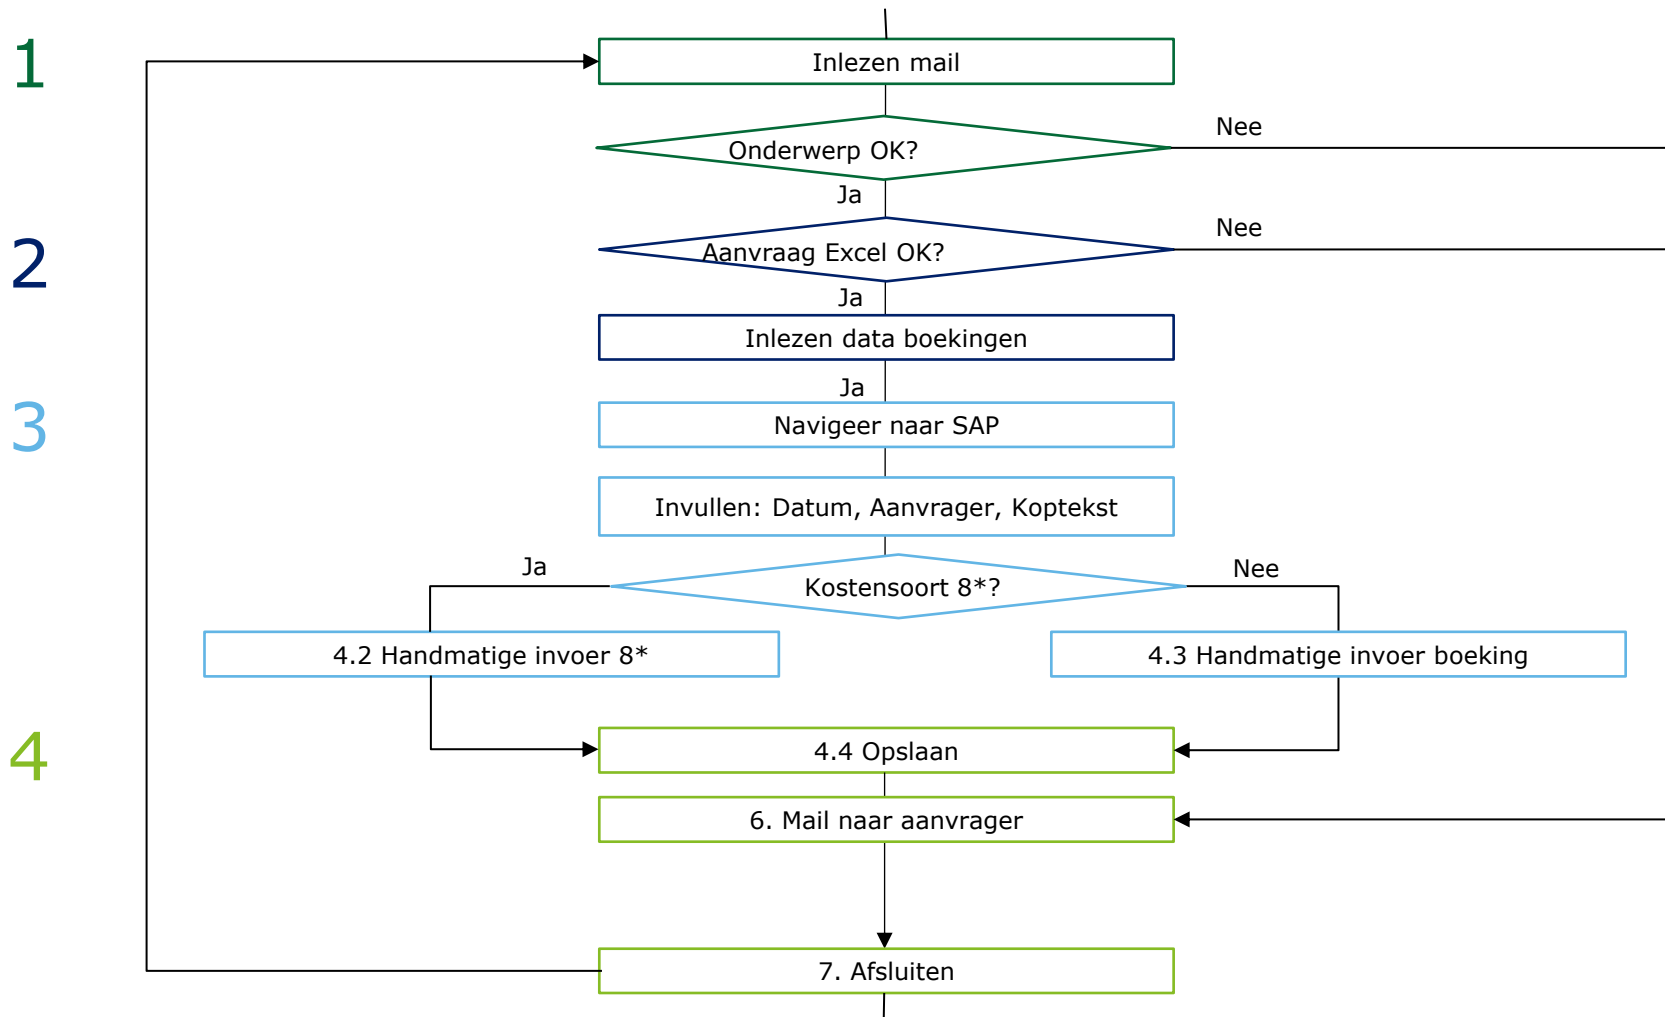 1
Inlezen mail
Nee
Onderwerp OK?
Ja
2
Nee
Aanvraag Excel OK?
Ja
Inlezen data boekingen
Ja
3
Navigeer naar SAP
Invullen: Datum, Aanvrager, Koptekst
Ja
Kostensoort 8*?
Nee
4.2 Handmatige invoer 8*
4.3 Handmatige invoer boeking
4
4.4 Opslaan
6. Mail naar aanvrager
7. Afsluiten